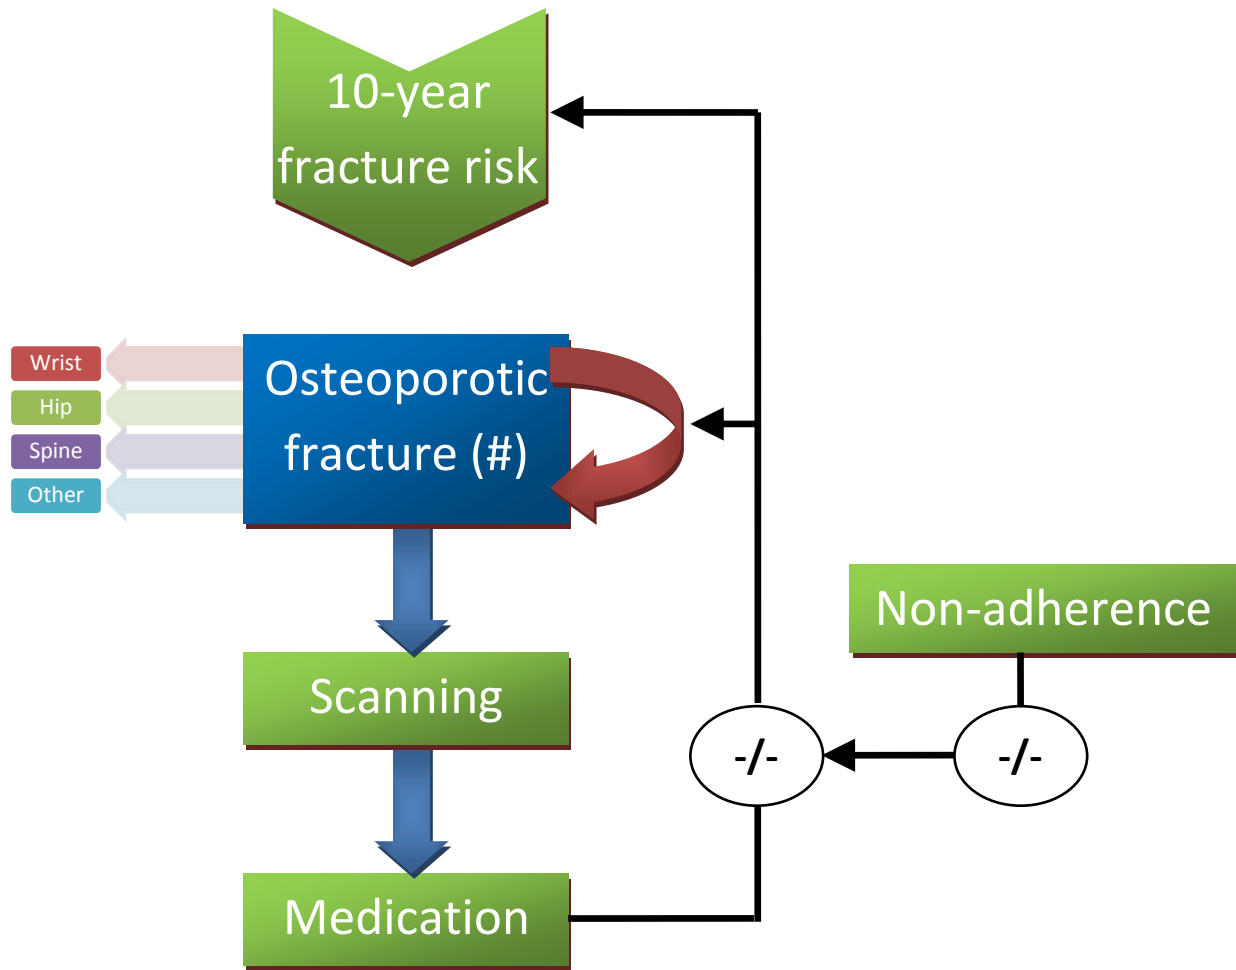 10-year
fracture risk
Wrist
Hip
Spine
Other
Osteoporotic
fracture (#)
Non-adherence
Scanning
-/-
-/-
Medication